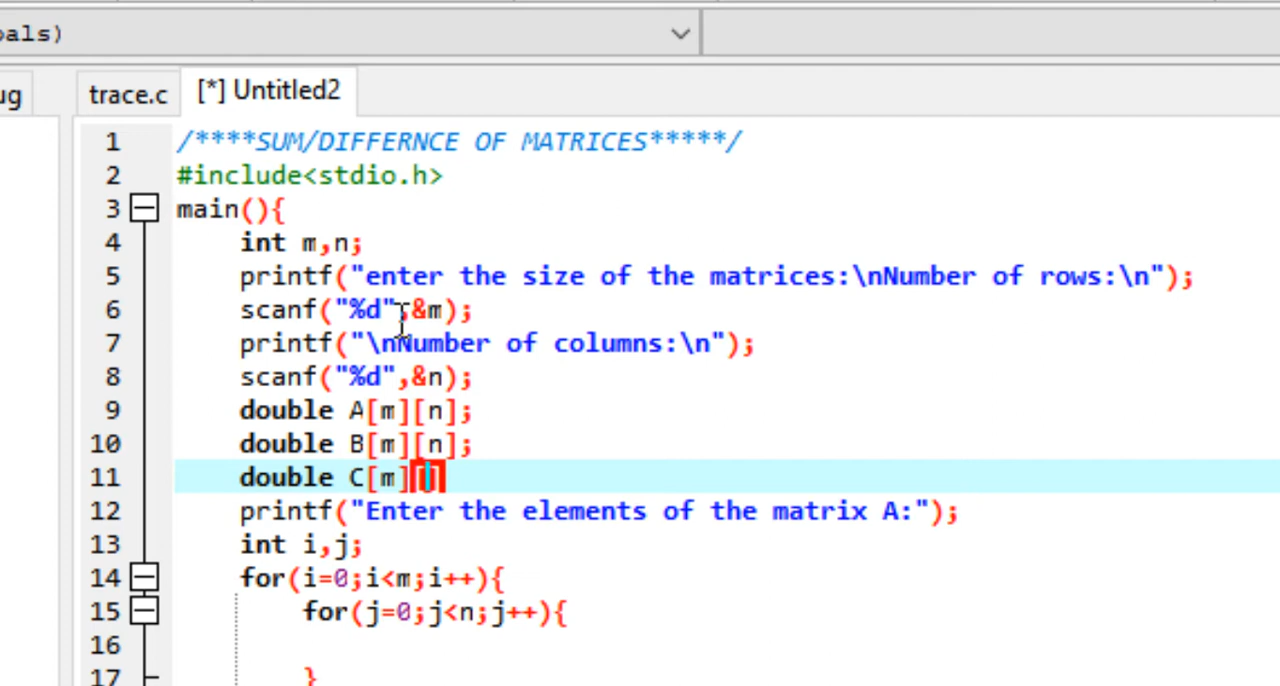 oals)
ug
trace.c
[*] Untitled2
1 /****SUM/DIFFERNCE OF MATRICES*****/
2 #include<stdio.h>
3 main(){
4 int m,n;
5 printf("enter the size of the matrices:\nNumber of rows:\n");
6 scanf("%d",&m);
7 printf("\nNumber of columns:\n");
8 scanf("%d",&n);
9 double A[m][n];
10 double B[m][n];
11 double C[m][]
12 printf("Enter the elements of the matrix A:");
13 int i,j;
14 for(i=0;i<m;i++){
15 for(j=0;j<n;j++){
16
17 }